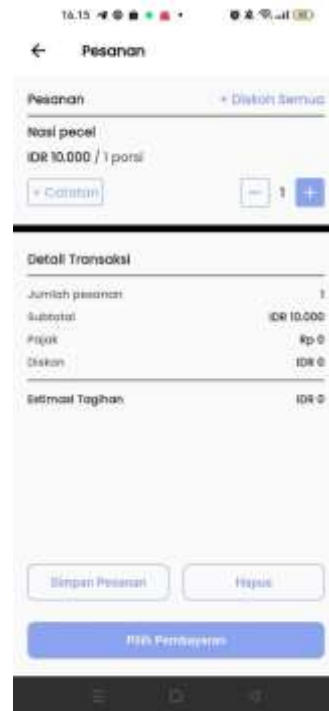 16.15
Pesanan
Pesanan + Diskon Semua
Nasi pecel
IDR 10.000 / 1 porsi
+ Catatan 1
Detail Transaksi
Jumlah pesanan 1
Subtotal IDR 10.000
Pajak Rp 0
Diskon IDR 0
Estimasi Tagihan IDR 0
Simpan Pesanan Hapus
Pilih Pembayaran